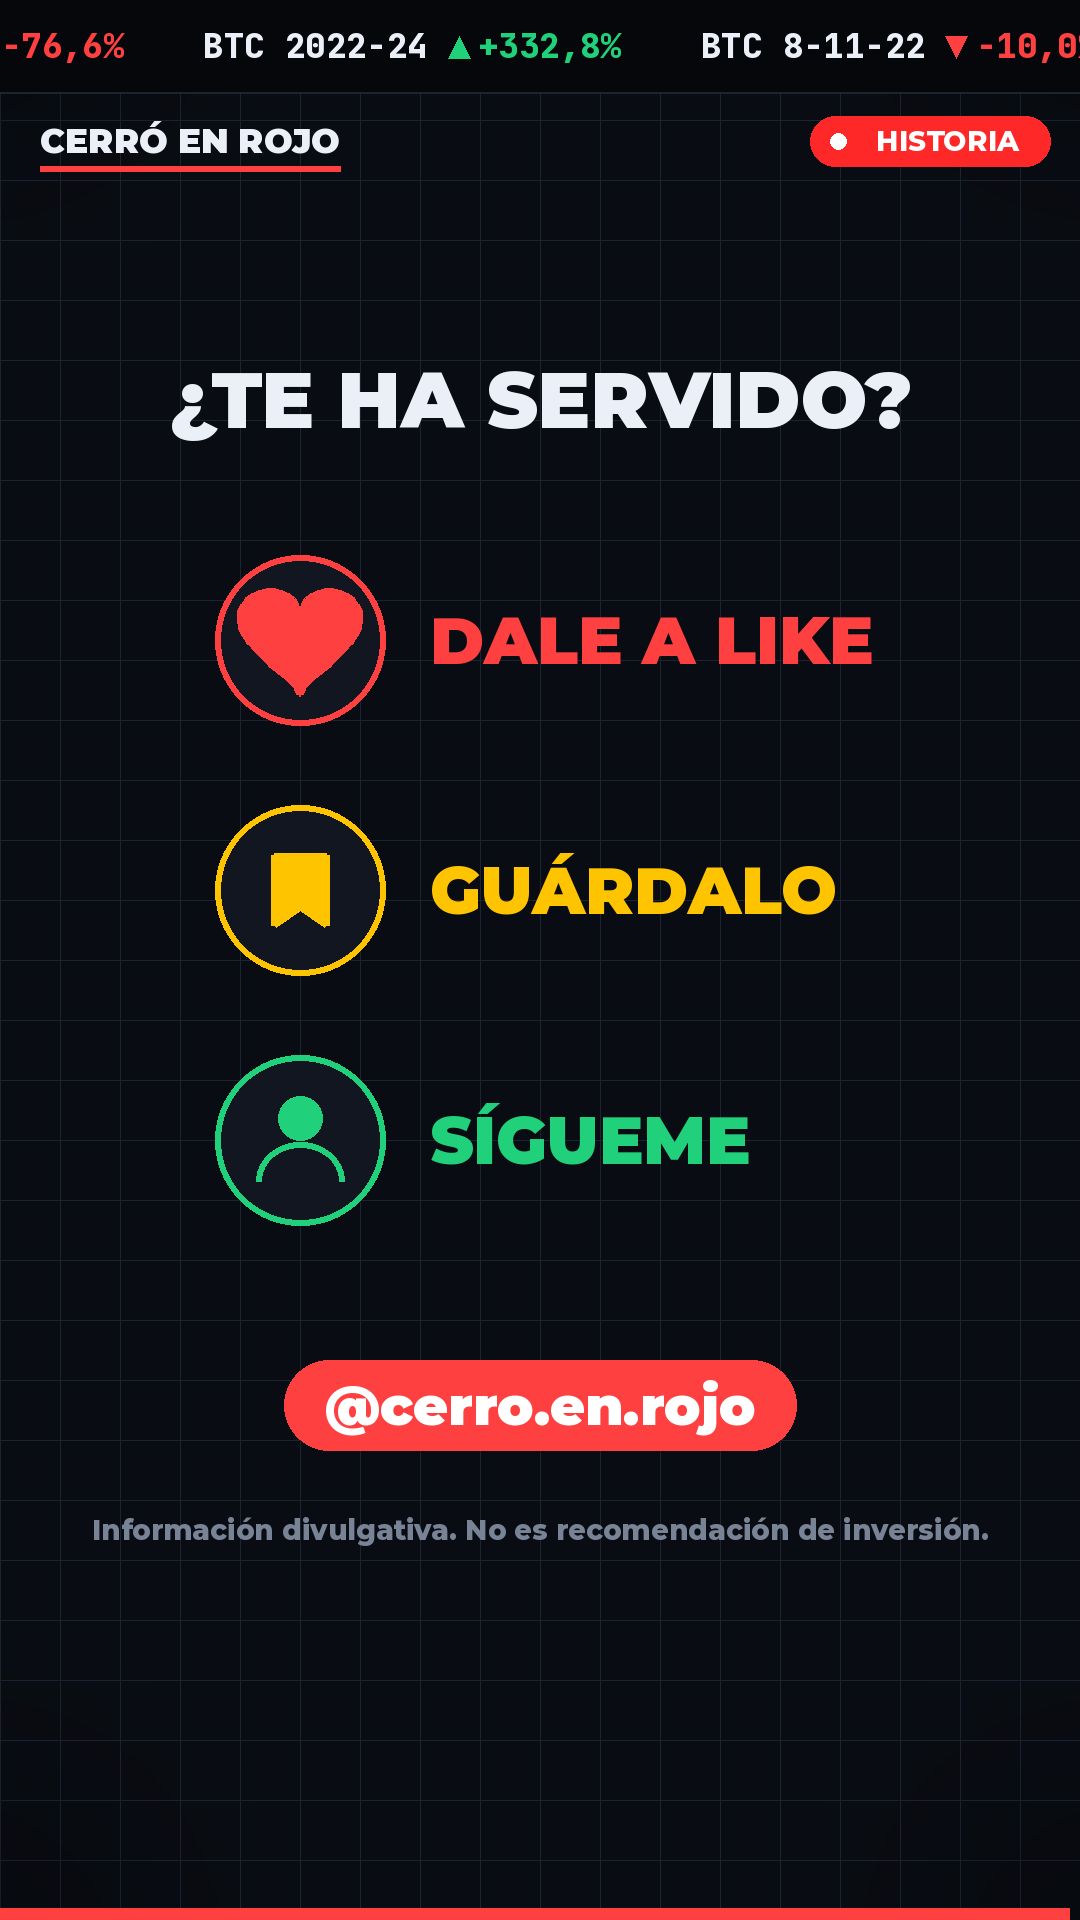 -76,6% BTC 2022-24 ▲+332,8% BTC 8-11-22 ▼-10,0
CERRÓ EN ROJO
HISTORIA
¿TE HA SERVIDO?
DALE A LIKE
GUÁRDALO
SÍGUEME
@cerro.en.rojo
Información divulgativa. No es recomendación de inversión.